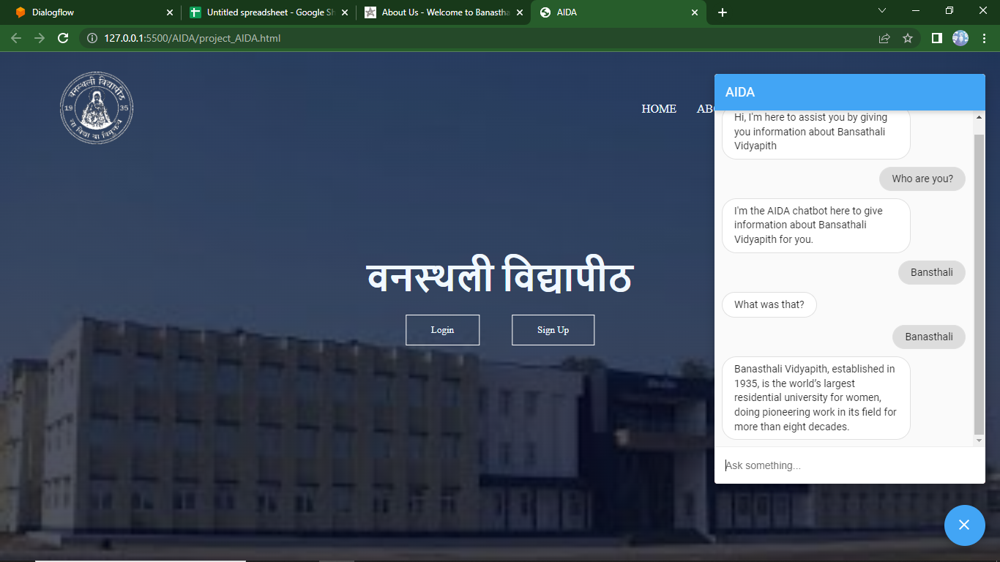 Dialogflow
Untitled spreadsheet - Google Sh
About Us - Welcome to Banastha
AIDA
127.0.0.1:5500/AIDA/project_AIDA.html
वनस्थली विद्यापीठ
19 35
सा विद्या या विमुक्तये
HOME
AB
वनस्थली विद्यापीठ
Login
Sign Up
AIDA
Hi, I'm here to assist you by giving
you information about Bansathali
Vidyapith
Who are you?
I'm the AIDA chatbot here to give
information about Bansathali
Vidyapith for you.
Bansthali
What was that?
Banasthali
Banasthali Vidyapith, established in
1935, is the world’s largest
residential university for women,
doing pioneering work in its field for
more than eight decades.
Ask something...